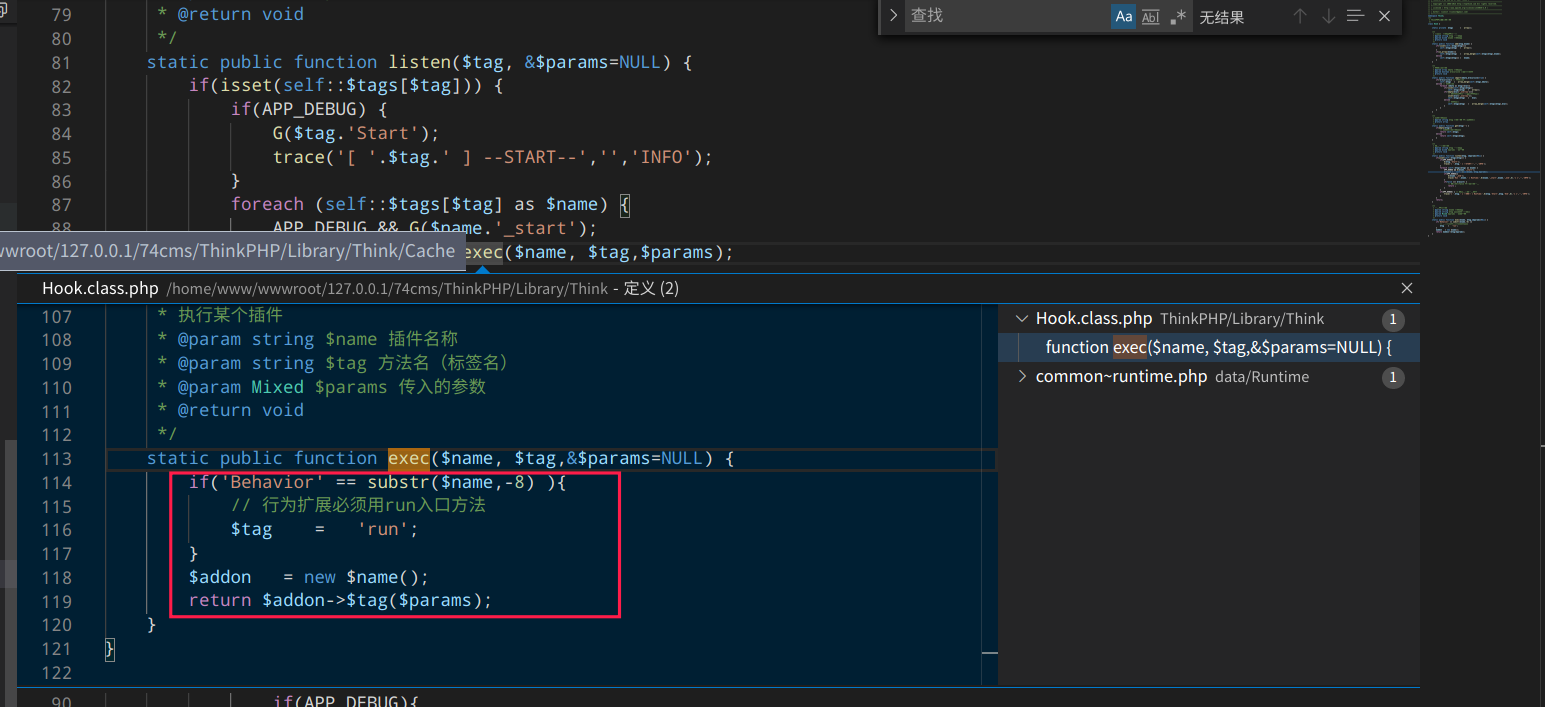 79 * @return void
80 */
81 static public function listen($tag, &$params=NULL) {
82 if(isset(self::$tags[$tag])) {
83 if(APP_DEBUG) {
84 G($tag.'Start');
85 trace('[ '.$tag.' ] --START--','','INFO');
86 }
87 foreach (self::$tags[$tag] as $name) {
88 APP_DEBUG && G($name.'_start');
exec($name, $tag,$params);
查找
Aa Abl .* 无结果
wwroot/127.0.0.1/74cms/ThinkPHP/Library/Think/Cache
Hook.class.php /home/www/wwwroot/127.0.0.1/74cms/ThinkPHP/Library/Think - 定义 (2)
107 * 执行某个插件
108 * @param string $name 插件名称
109 * @param string $tag 方法名（标签名）
110 * @param Mixed $params 传入的参数
111 * @return void
112 */
113 static public function exec($name, $tag,&$params=NULL) {
114 if('Behavior' == substr($name,-8) ){
115 // 行为扩展必须用run入口方法
116 $tag = 'run';
117 }
118 $addon = new $name();
119 return $addon->$tag($params);
120 }
121 }
122
Hook.class.php ThinkPHP/Library/Think 1
function exec($name, $tag,&$params=NULL) {
common~runtime.php data/Runtime 1
90 if(APP_DEBUG){